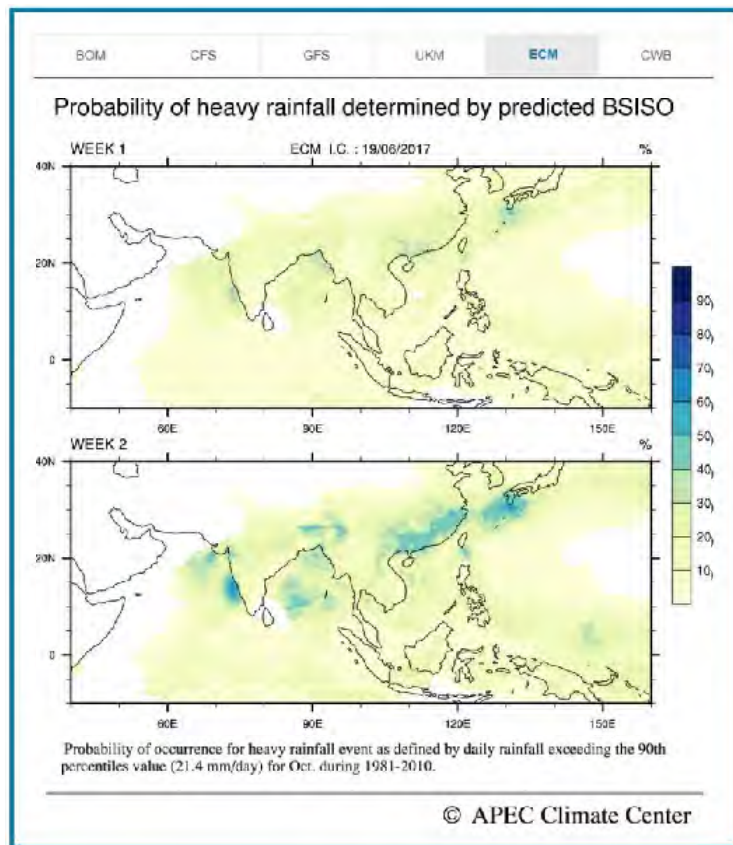 BOM CFS GFS UKM ECM CWB
Probability of heavy rainfall determined by predicted BSISO
WEEK 1 ECM I.C. : 19/06/2017 %
40N
20N
0
60E 90E 120E 150E
90
80
70
60
50
40
30
20
10
WEEK 2 %
40N
20N
0
60E 90E 120E 150E
Probability of occurrence for heavy rainfall event as defined by daily rainfall exceeding the 90th
percentiles value (21.4 mm/day) for Oct. during 1981-2010.
© APEC Climate Center